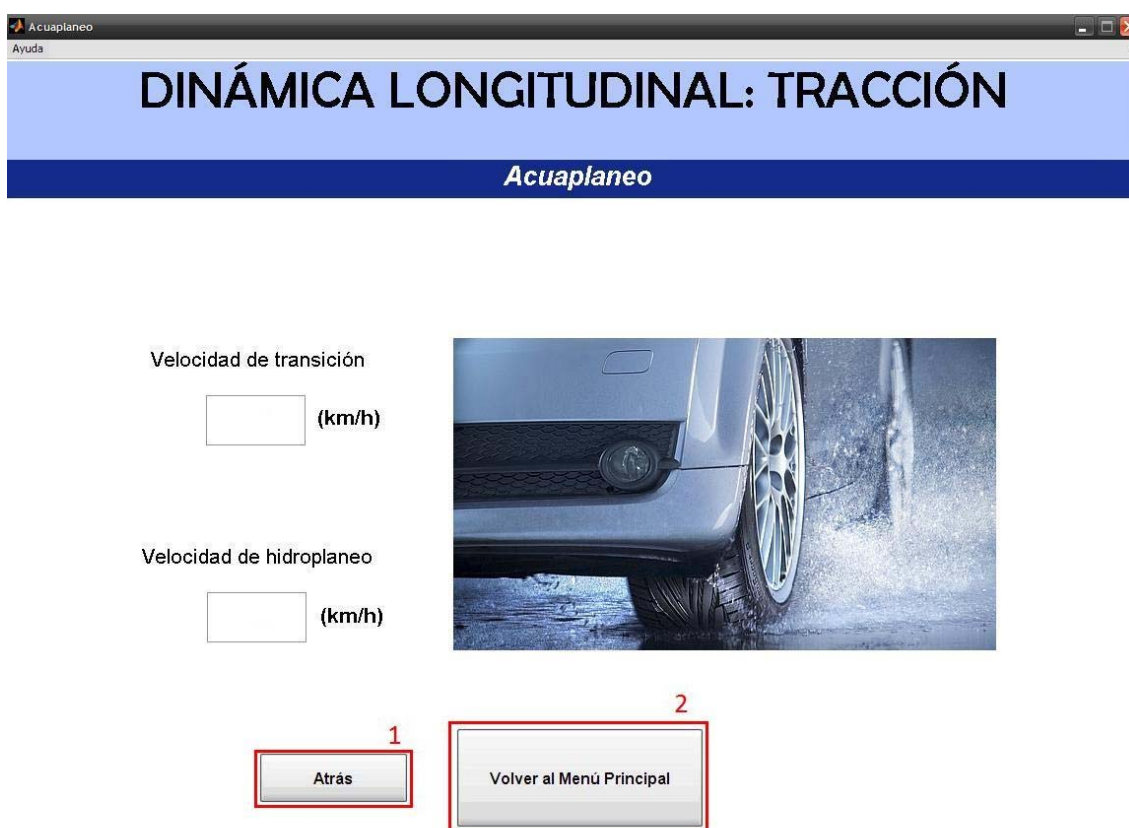 Acuaplaneo
Ayuda
DINÁMICA LONGITUDINAL: TRACCIÓN
Acuaplaneo
Velocidad de transición
(km/h)
Velocidad de hidroplaneo
(km/h)
1
Atrás
2
Volver al Menú Principal